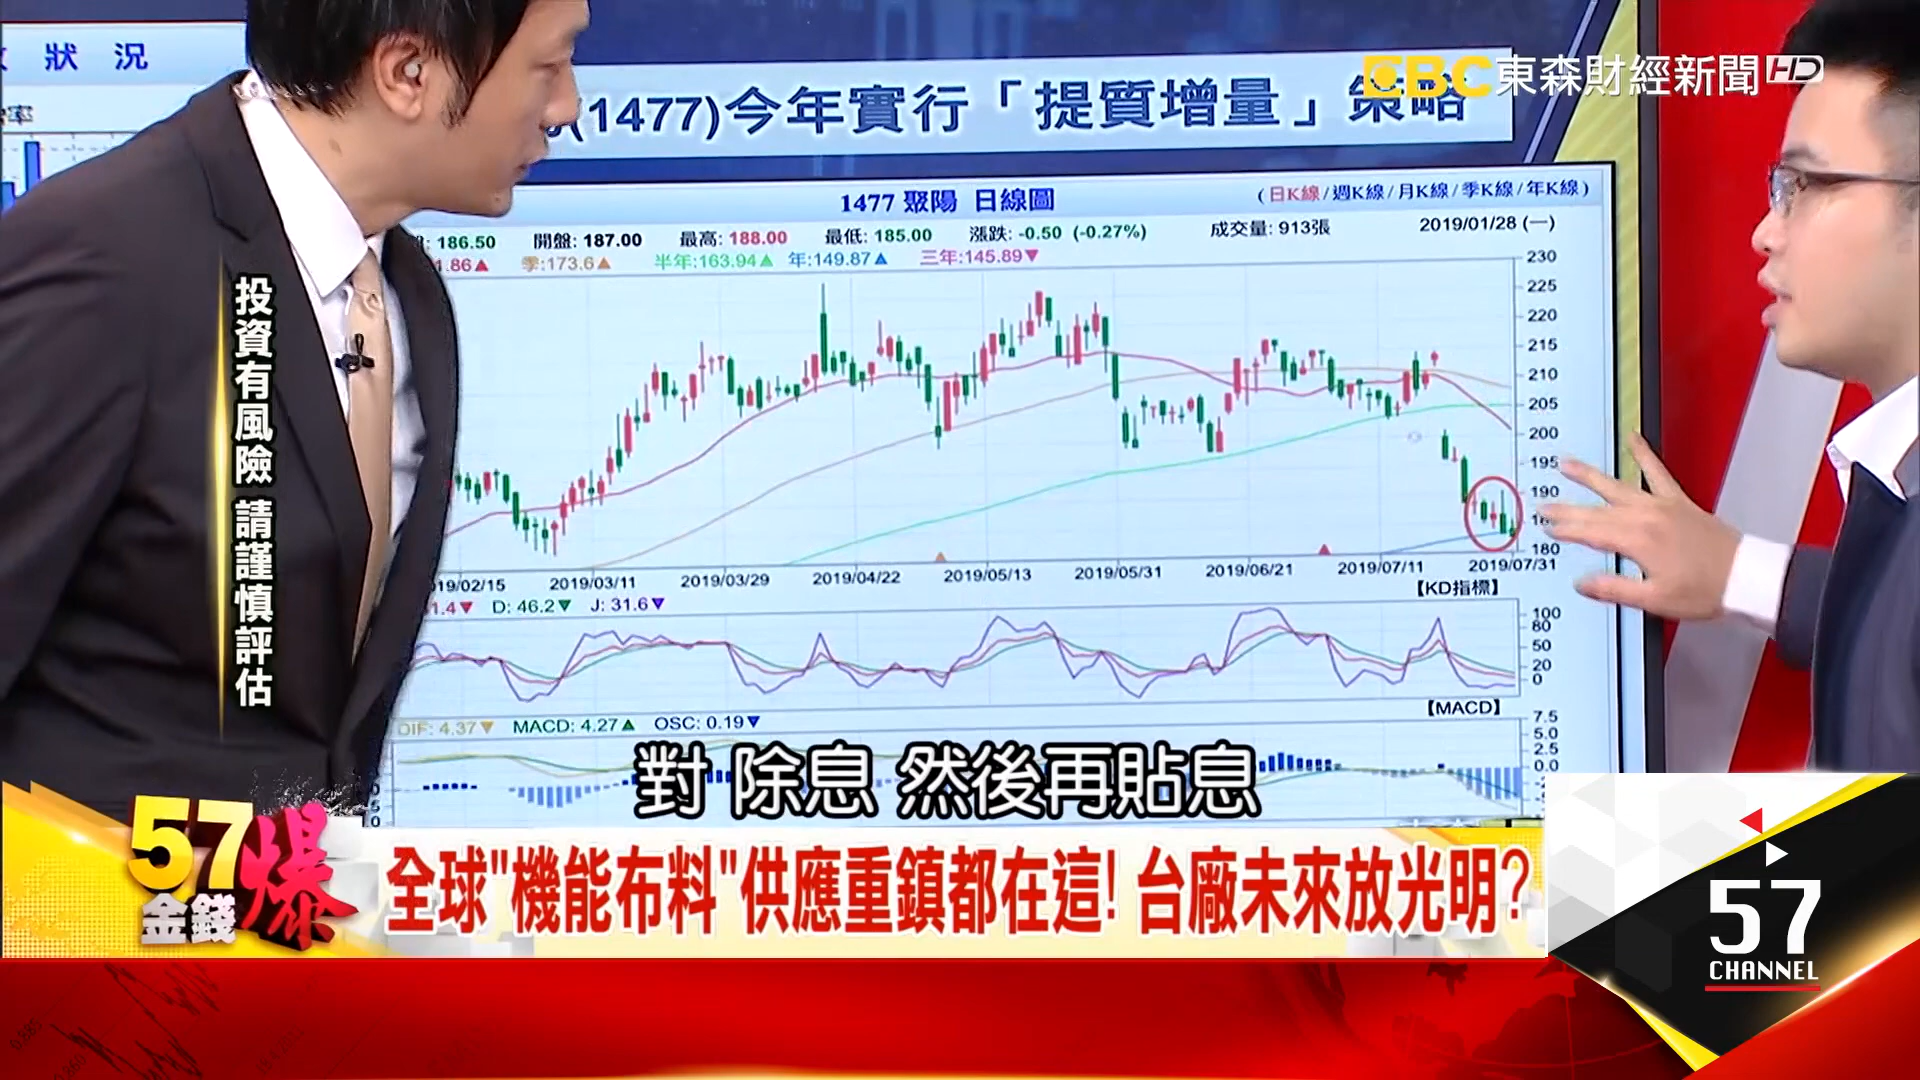 狀 況
率
EBC東森財經新聞HD
(1477)今年實行「提質增量」策略
1477 聚陽 日線圖
(日K線/週K線/月K線/季K線/年K線)
186.50 開盤: 187.00 最高: 188.00 最低: 185.00 漲跌: -0.50 (-0.27%) 成交量: 913張 2019/01/28 (一)
1.86▲ 季:173.6▲ 半年:163.94▲ 年:149.87▲ 三年:145.89▼
230
225
220
215
210
205
200
195
190
180
19/02/15 2019/03/11 2019/03/29 2019/04/22 2019/05/13 2019/05/31 2019/06/21 2019/07/11 2019/07/31
【KD指標】
1.4▼ D: 46.2▼ J: 31.6▼
100
80
50
20
0
【MACD】
DIF: 4.37▼ MACD: 4.27▲ OSC: 0.19▼
7.5
5.0
2.5
0.0
投資有風險 請謹慎評估
對 除息 然後再貼息
57金錢爆
全球"機能布料"供應重鎮都在這! 台廠未來放光明?
57
CHANNEL